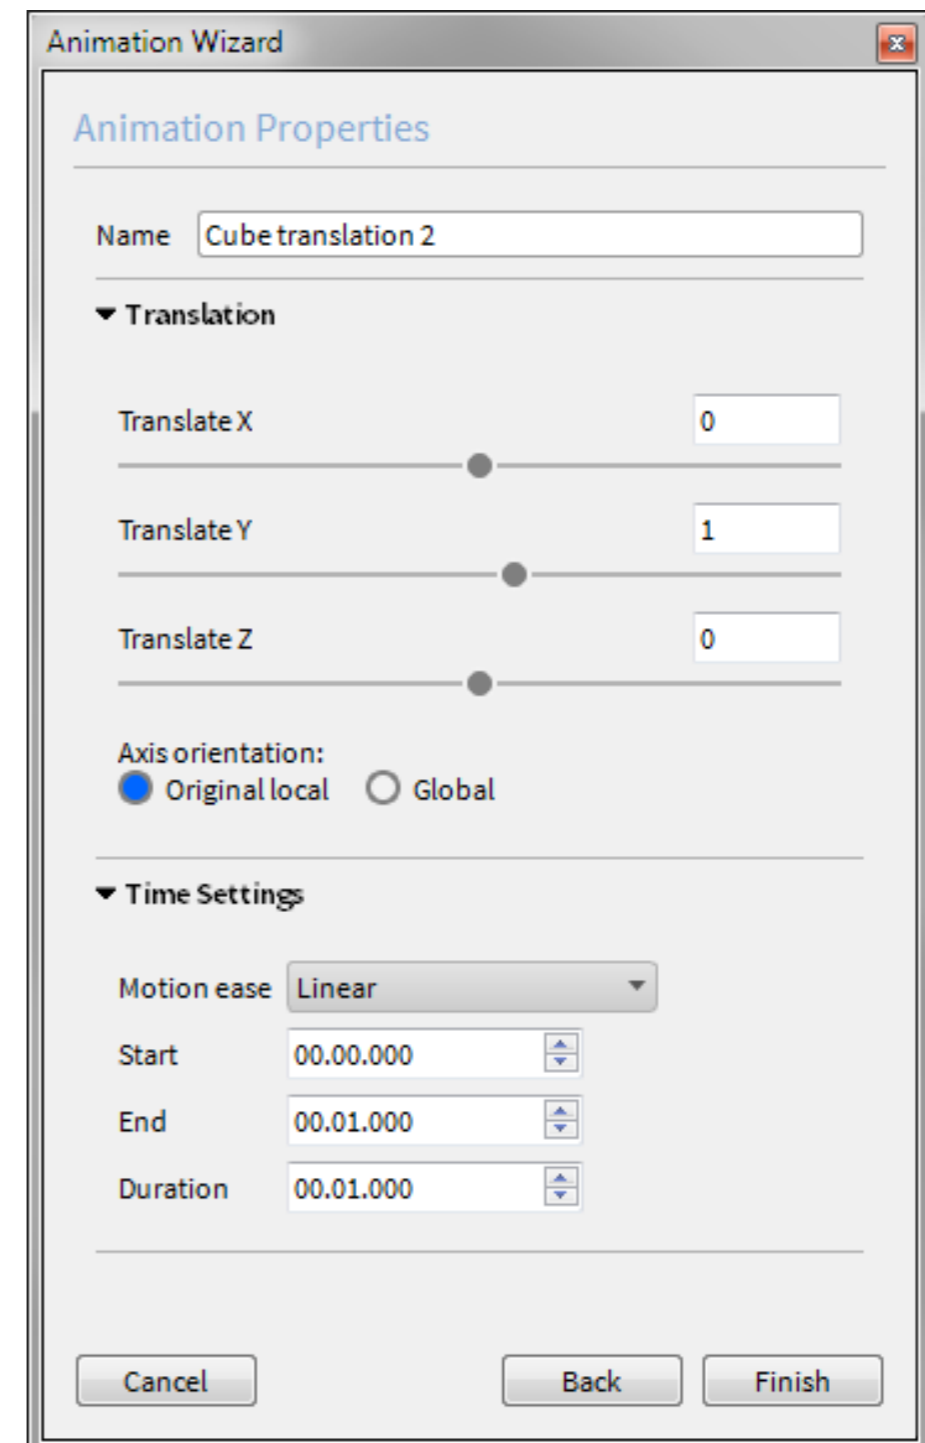 Animation Wizard
Animation Properties
Name Cube translation 2
Translation
Translate X 0
Translate Y 1
Translate Z 0
Axis orientation:
Original local Global
Time Settings
Motion ease Linear
Start 00.00.000
End 00.01.000
Duration 00.01.000
Cancel Back Finish